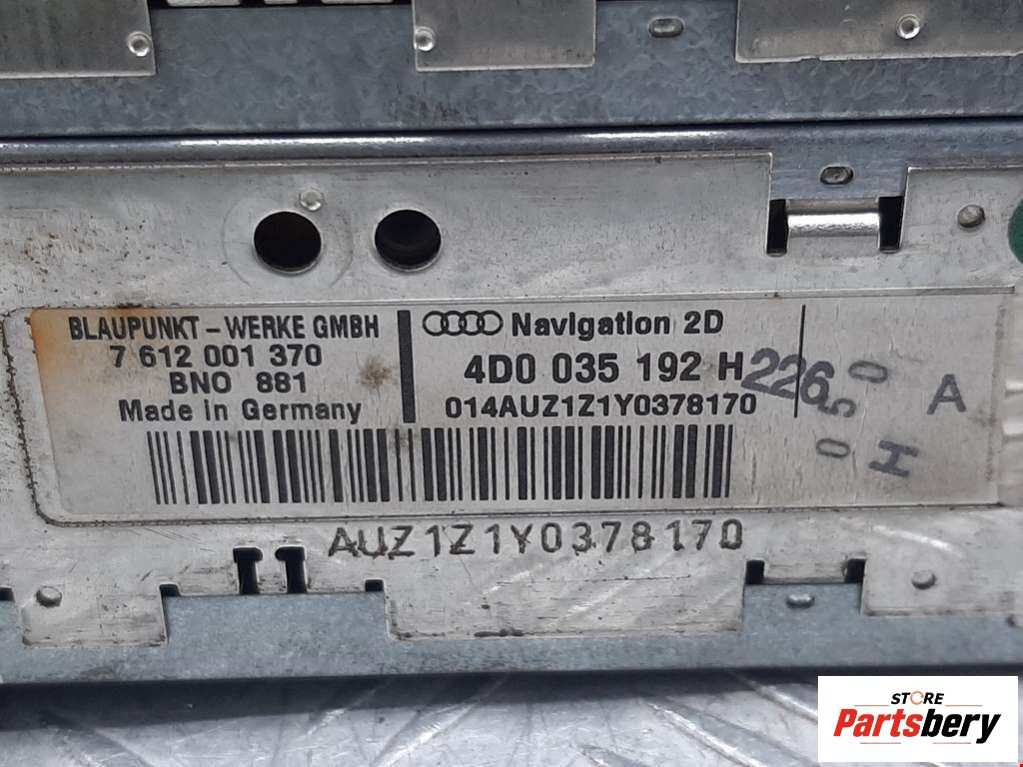 BLAUPUNKT - WERKE GMBH
7 612 001 370
BNO 881
Made in Germany
Navigation 2D
4D0 035 192 H
014AUZ1Z1Y0378170
226
A
H
AUZ1Z1Y0378170
STORE
Partsbery